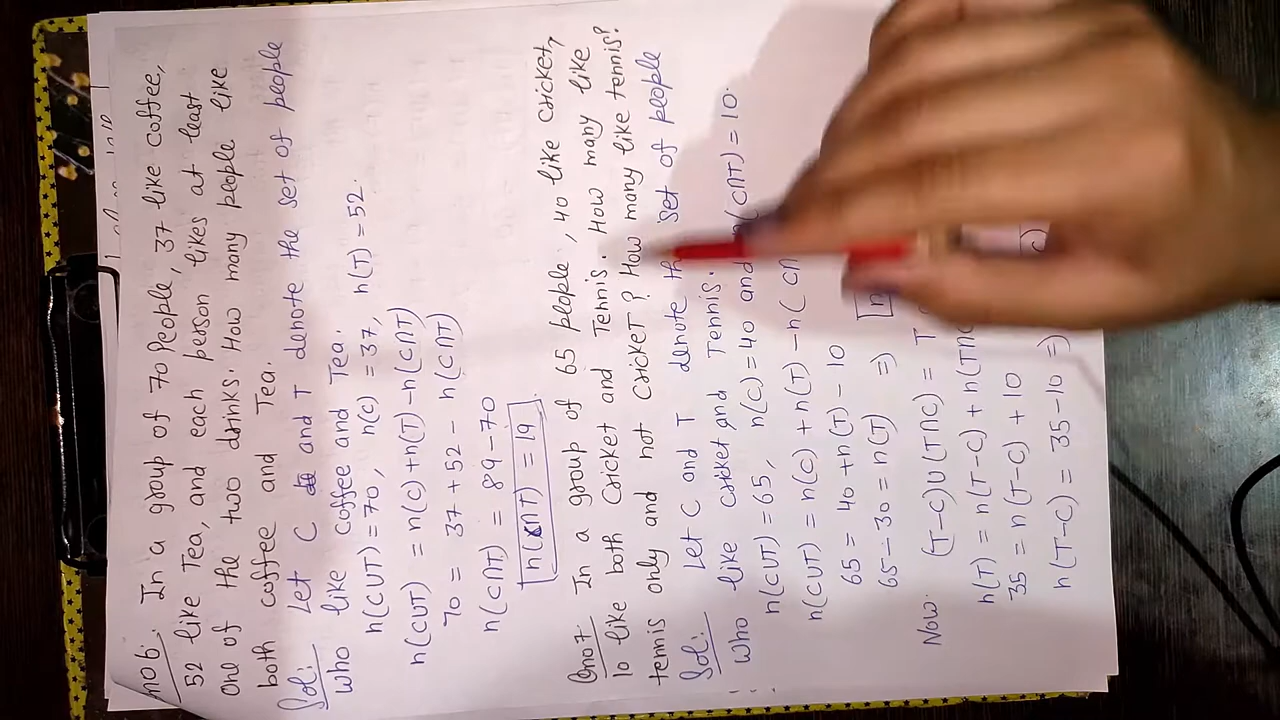 no 6. In a group of 70 People, 37 like coffee,
52 like Tea, and each person likes at least
one of the two drinks. How many people like
both coffee and Tea.
Sol: Let C and T denote the set of people
who like coffee and Tea.
n(C∪T) = 70, n(C) = 37, n(T) = 52.
n(C∪T) = n(C) + n(T) - n(C∩T)
70 = 37 + 52 - n(C∩T)
n(C∩T) = 89 - 70
n(C∩T) = 19
Qno 7. In a group of 65 people, 40 like cricket,
10 like both Cricket and Tennis. How many like
tennis only and not cricket? How many like tennis?
Sol: Let C and T denote the set of people
who like cricket and Tennis.
n(C∪T) = 65, n(C) = 40 and n(C∩T) = 10.
n(C∪T) = n(C) + n(T) - n(C∩
65 = 40 + n(T) - 10
65 - 30 = n(T) ⇒ n
Now. (T-C)∪(T∩C) = T
n(T) = n(T-C) + n(T∩C
35 = n(T-C) + 10
n(T-C) = 35 - 10 ⇒